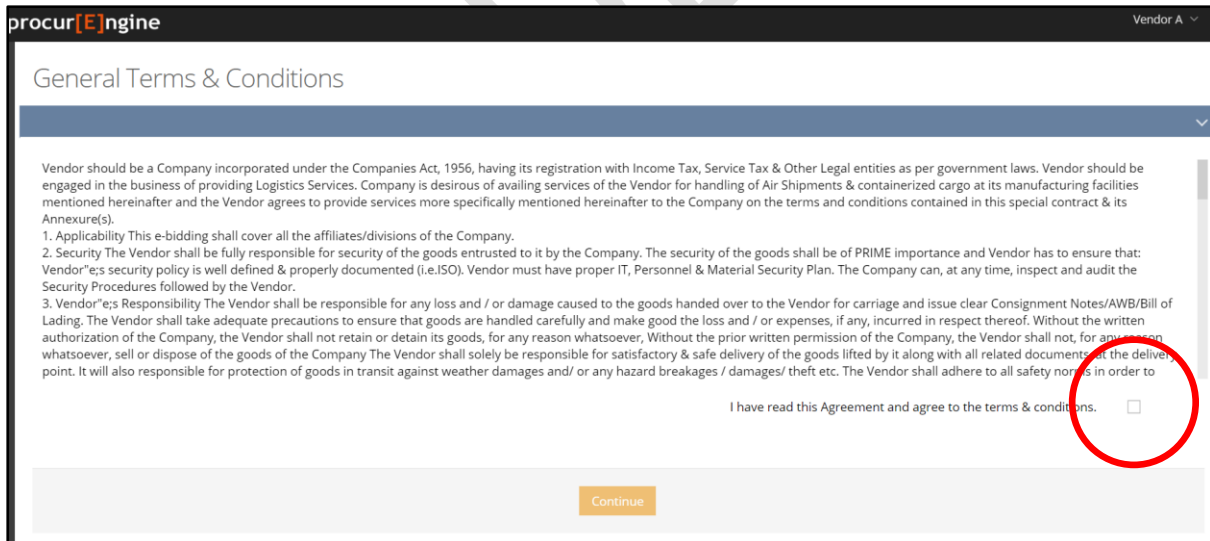 procur[E]ngine
Vendor A
General Terms & Conditions
Vendor should be a Company incorporated under the Companies Act, 1956, having its registration with Income Tax, Service Tax & Other Legal entities as per government laws. Vendor should be
engaged in the business of providing Logistics Services. Company is desirous of availing services of the Vendor for handling of Air Shipments & containerized cargo at its manufacturing facilities
mentioned hereinafter and the Vendor agrees to provide services more specifically mentioned hereinafter to the Company on the terms and conditions contained in this special contract & its
Annexure(s).
1. Applicability This e-bidding shall cover all the affiliates/divisions of the Company.
2. Security The Vendor shall be fully responsible for security of the goods entrusted to it by the Company. The security of the goods shall be of PRIME importance and Vendor has to ensure that:
Vendor"e;s security policy is well defined & properly documented (i.e.ISO). Vendor must have proper IT, Personnel & Material Security Plan. The Company can, at any time, inspect and audit the
Security Procedures followed by the Vendor.
3. Vendor"e;s Responsibility The Vendor shall be responsible for any loss and / or damage caused to the goods handed over to the Vendor for carriage and issue clear Consignment Notes/AWB/Bill of
Lading. The Vendor shall take adequate precautions to ensure that goods are handled carefully and make good the loss and / or expenses, if any, incurred in respect thereof. Without the written
authorization of the Company, the Vendor shall not retain or detain its goods, for any reason whatsoever, Without the prior written permission of the Company, the Vendor shall not, for any reason
whatsoever, sell or dispose of the goods of the Company The Vendor shall solely be responsible for satisfactory & safe delivery of the goods lifted by it along with all related documents at the delivery
point. It will also responsible for protection of goods in transit against weather damages and/ or any hazard breakages / damages/ theft etc. The Vendor shall adhere to all safety norms in order to
I have read this Agreement and agree to the terms & conditions.
Continue